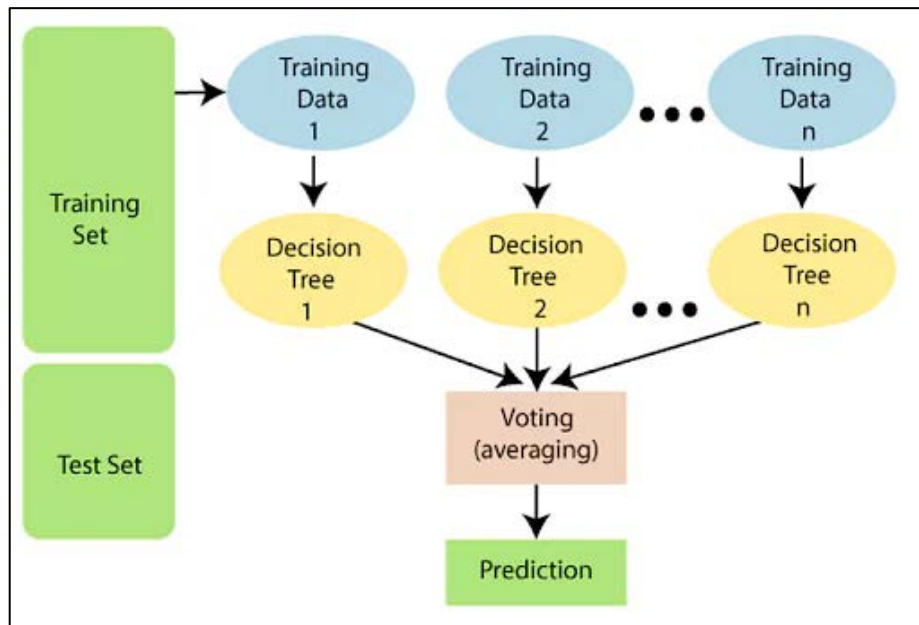 Training
Set
Test Set
Training
Data
1
Training
Data
2
Training
Data
n
Decision
Tree
1
Decision
Tree
2
Decision
Tree
n
Voting
(averaging)
Prediction